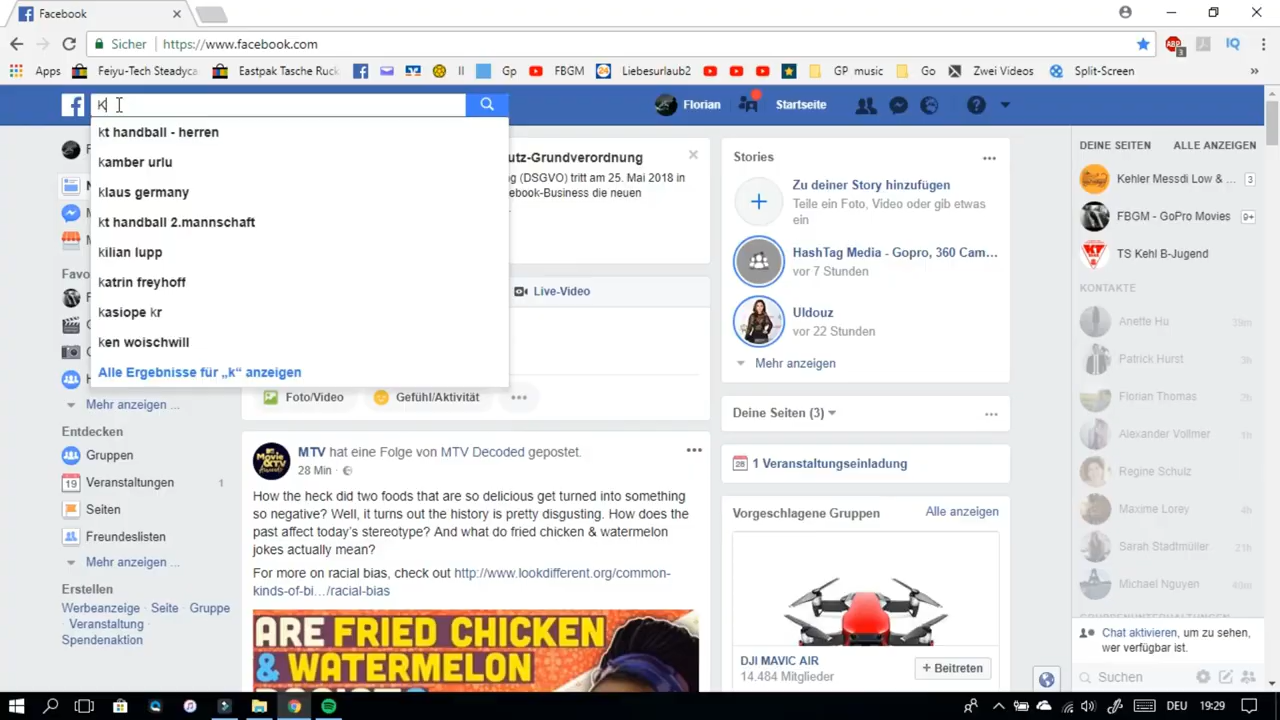 Facebook
Sicher
https://www.facebook.com
Apps
Feiyu-Tech Steadyca
Eastpak Tasche Ruck
II
Gp
FBGM
Liebesurlaub2
GP music
Go
Zwei Videos
Split-Screen
K
Florian
Startseite
kt handball - herren
kamber urlu
klaus germany
kt handball 2.mannschaft
kilian lupp
katrin freyhoff
kasiope kr
ken woischwill
Alle Ergebnisse für „k“ anzeigen
Mehr anzeigen ...
Entdecken
Gruppen
Veranstaltungen 1
Seiten
Freundeslisten
Mehr anzeigen ...
Erstellen
Werbeanzeige · Seite · Gruppe
· Veranstaltung ·
Spendenaktion
utz-Grundverordnung
(DSGVO) tritt am 25. Mai 2018 in
ebook-Business die neuen
Live-Video
Foto/Video
Gefühl/Aktivität
MTV hat eine Folge von MTV Decoded gepostet.
28 Min ·
How the heck did two foods that are so delicious get turned into something
so negative? Well, it turns out the history is pretty disgusting. How does the
past affect today's stereotype? And what do fried chicken & watermelon
jokes actually mean?
For more on racial bias, check out http://www.lookdifferent.org/common-
kinds-of-bi…/racial-bias
ARE FRIED CHICKEN
& WATERMELON
Stories
Zu deiner Story hinzufügen
Teile ein Foto, Video oder gib etwas
ein
HashTag Media - Gopro, 360 Cam…
vor 7 Stunden
Uldouz
vor 22 Stunden
Mehr anzeigen
Deine Seiten (3)
1 Veranstaltungseinladung
Vorgeschlagene Gruppen
Alle anzeigen
DJI MAVIC AIR
14.484 Mitglieder
+ Beitreten
DEINE SEITEN
ALLE ANZEIGEN
Kehler Messdi Low & ... 3
FBGM - GoPro Movies 9+
TS Kehl B-Jugend
KONTAKTE
Anette Hu 39m
Patrick Hurst 3h
Florian Thomas 2h
Alexander Vollmer 1h
Regine Schulz
Maxime Lorey 4h
Sarah Stadtmüller 21h
Michael Nguyen 40m
GRUPPENUNTERHALTUNGEN
Chat aktivieren, um zu sehen,
wer verfügbar ist.
Suchen
DEU
19:29